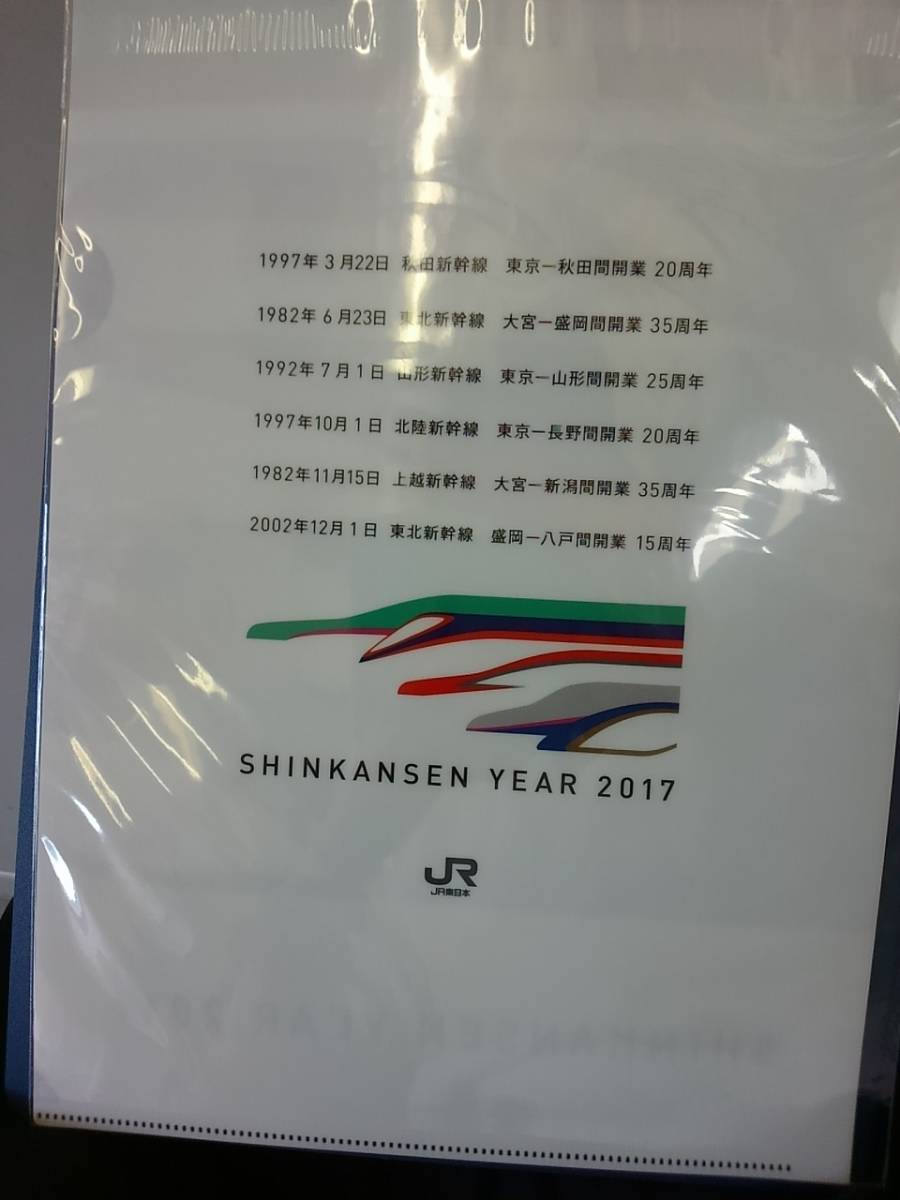 1997年 3月22日 秋田新幹線 東京ー秋田間開業 20周年
1982年 6月23日 東北新幹線 大宮ー盛岡間開業 35周年
1992年 7月 1日 山形新幹線 東京ー山形間開業 25周年
1997年10月 1日 北陸新幹線 東京ー長野間開業 20周年
1982年11月15日 上越新幹線 大宮ー新潟間開業 35周年
2002年12月 1日 東北新幹線 盛岡ー八戸間開業 15周年
SHINKANSEN YEAR 2017
JR
JR東日本